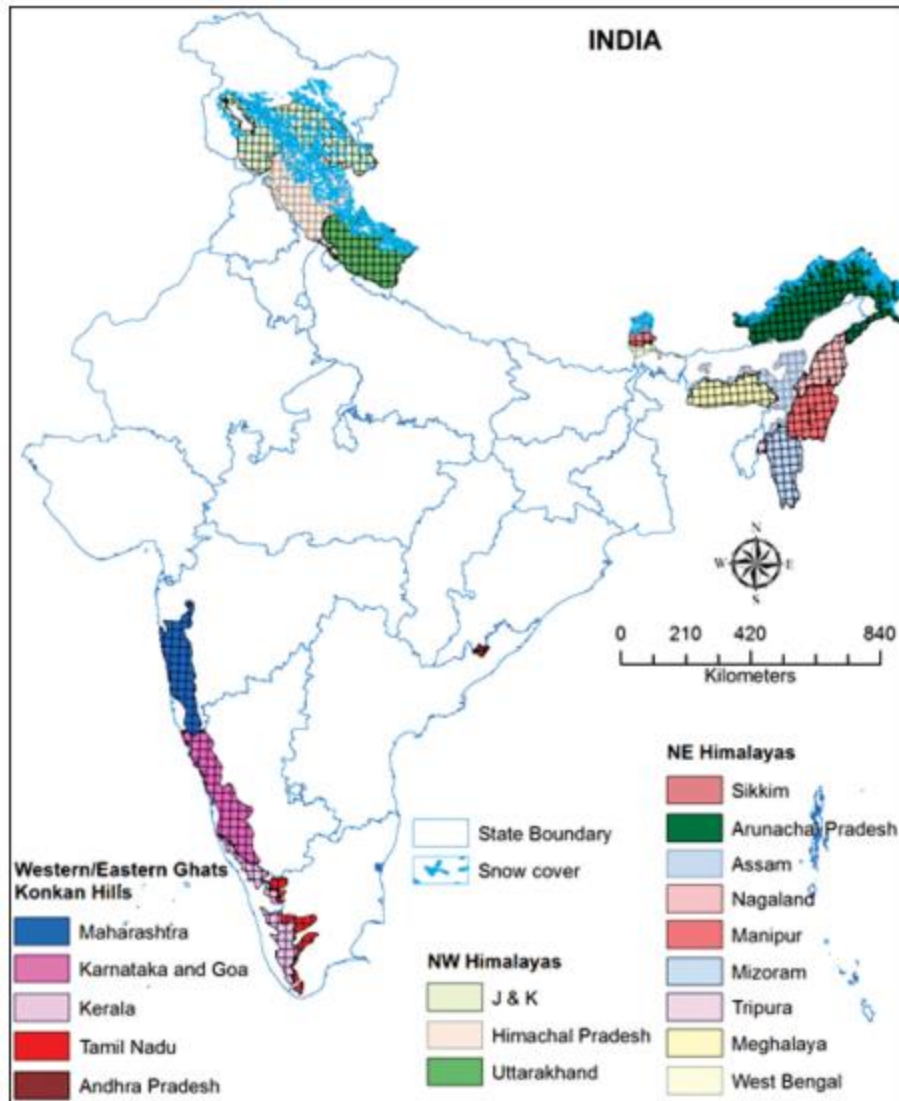 INDIA
N
W
E
S
0 210 420 840
Kilometers
Western/Eastern Ghats
Konkan Hills
Maharashtra
Karnataka and Goa
Kerala
Tamil Nadu
Andhra Pradesh
State Boundary
Snow cover
NW Himalayas
J & K
Himachal Pradesh
Uttarakhand
NE Himalayas
Sikkim
Arunachal Pradesh
Assam
Nagaland
Manipur
Mizoram
Tripura
Meghalaya
West Bengal